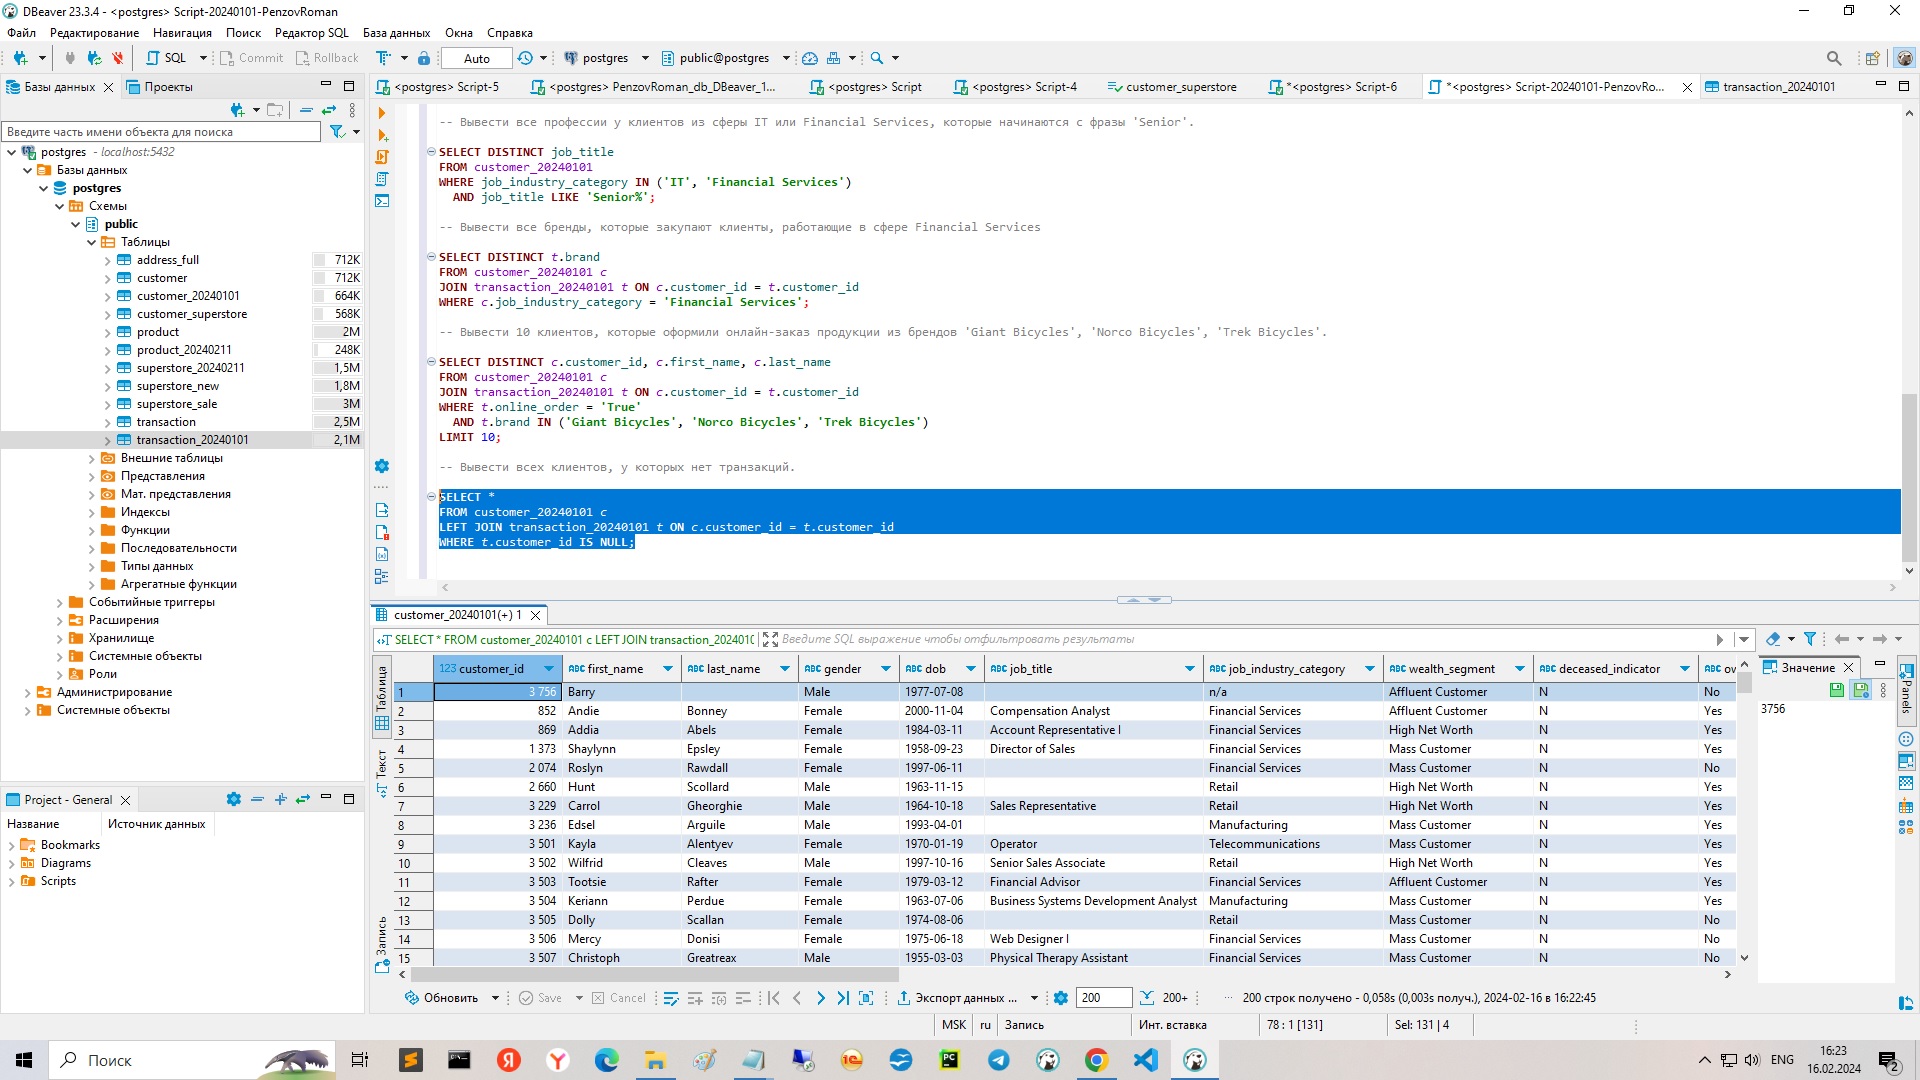 DBeaver 23.3.4 - <postgres> Script-20240101-PenzovRoman
Файл Редактирование Навигация Поиск Редактор SQL База данных Окна Справка
SQL Commit Rollback Auto postgres public@postgres
Базы данных Проекты
<postgres> Script-5 <postgres> PenzovRoman_db_DBeaver_1... <postgres> Script <postgres> Script-4 customer_superstore *<postgres> Script-6 *<postgres> Script-20240101-PenzovRo... transaction_20240101
Введите часть имени объекта для поиска
postgres - localhost:5432
Базы данных
postgres
Схемы
public
Таблицы
address_full 712K
customer 712K
customer_20240101 664K
customer_superstore 568K
product 2M
product_20240211 248K
superstore_20240211 1,5M
superstore_new 1,8M
superstore_sale 3M
transaction 2,5M
transaction_20240101 2,1M
Внешние таблицы
Представления
Мат. представления
Индексы
Функции
Последовательности
Типы данных
Агрегатные функции
Событийные триггеры
Расширения
Хранилище
Системные объекты
Роли
Администрирование
Системные объекты
Project - General
Название Источник данных
Bookmarks
Diagrams
Scripts
-- Вывести все профессии у клиентов из сферы IT или Financial Services, которые начинаются с фразы 'Senior'.
SELECT DISTINCT job_title
FROM customer_20240101
WHERE job_industry_category IN ('IT', 'Financial Services')
AND job_title LIKE 'Senior%';
-- Вывести все бренды, которые закупают клиенты, работающие в сфере Financial Services
SELECT DISTINCT t.brand
FROM customer_20240101 c
JOIN transaction_20240101 t ON c.customer_id = t.customer_id
WHERE c.job_industry_category = 'Financial Services';
-- Вывести 10 клиентов, которые оформили онлайн-заказ продукции из брендов 'Giant Bicycles', 'Norco Bicycles', 'Trek Bicycles'.
SELECT DISTINCT c.customer_id, c.first_name, c.last_name
FROM customer_20240101 c
JOIN transaction_20240101 t ON c.customer_id = t.customer_id
WHERE t.online_order = 'True'
AND t.brand IN ('Giant Bicycles', 'Norco Bicycles', 'Trek Bicycles')
LIMIT 10;
-- Вывести всех клиентов, у которых нет транзакций.
SELECT *
FROM customer_20240101 c
LEFT JOIN transaction_20240101 t ON c.customer_id = t.customer_id
WHERE t.customer_id IS NULL;
customer_20240101(+) 1
SELECT * FROM customer_20240101 c LEFT JOIN transaction_202401( Введите SQL выражение чтобы отфильтровать результаты
Таблица
Текст
Запись
123 customer_id ABC first_name ABC last_name ABC gender ABC dob ABC job_title ABC job_industry_category ABC wealth_segment ABC deceased_indicator ABC ov
1 3 756 Barry Male 1977-07-08 n/a Affluent Customer N No
2 852 Andie Bonney Female 2000-11-04 Compensation Analyst Financial Services Affluent Customer N Yes
3 869 Addia Abels Female 1984-03-11 Account Representative I Financial Services High Net Worth N Yes
4 1 373 Shaylynn Epsley Female 1958-09-23 Director of Sales Financial Services Mass Customer N Yes
5 2 074 Roslyn Rawdall Female 1997-06-11 Financial Services Mass Customer N No
6 2 660 Hunt Scollard Male 1963-11-15 Retail High Net Worth N Yes
7 3 229 Carrol Gheorghie Male 1964-10-18 Sales Representative Retail High Net Worth N Yes
8 3 236 Edsel Arguile Male 1993-04-01 Manufacturing Mass Customer N Yes
9 3 501 Kayla Alentyev Female 1970-01-19 Operator Telecommunications Mass Customer N Yes
10 3 502 Wilfrid Cleaves Male 1997-10-16 Senior Sales Associate Retail High Net Worth N Yes
11 3 503 Tootsie Rafter Female 1979-03-12 Financial Advisor Financial Services Affluent Customer N Yes
12 3 504 Keriann Perdue Female 1963-07-06 Business Systems Development Analyst Manufacturing Mass Customer N Yes
13 3 505 Dolly Scallan Female 1974-08-06 Retail Mass Customer N No
14 3 506 Mercy Donisi Female 1975-06-18 Web Designer I Financial Services Mass Customer N No
15 3 507 Christoph Greatreax Male 1955-03-03 Physical Therapy Assistant Financial Services Mass Customer N Yes
Значение
3756
Panels
Обновить Save Cancel Экспорт данных ... 200 200+ ... 200 строк получено - 0,058s (0,003s получ.), 2024-02-16 в 16:22:45
MSK ru Запись Инт. вставка 78 : 1 [131] Sel: 131 | 4
Поиск ENG 16:23
16.02.2024 2